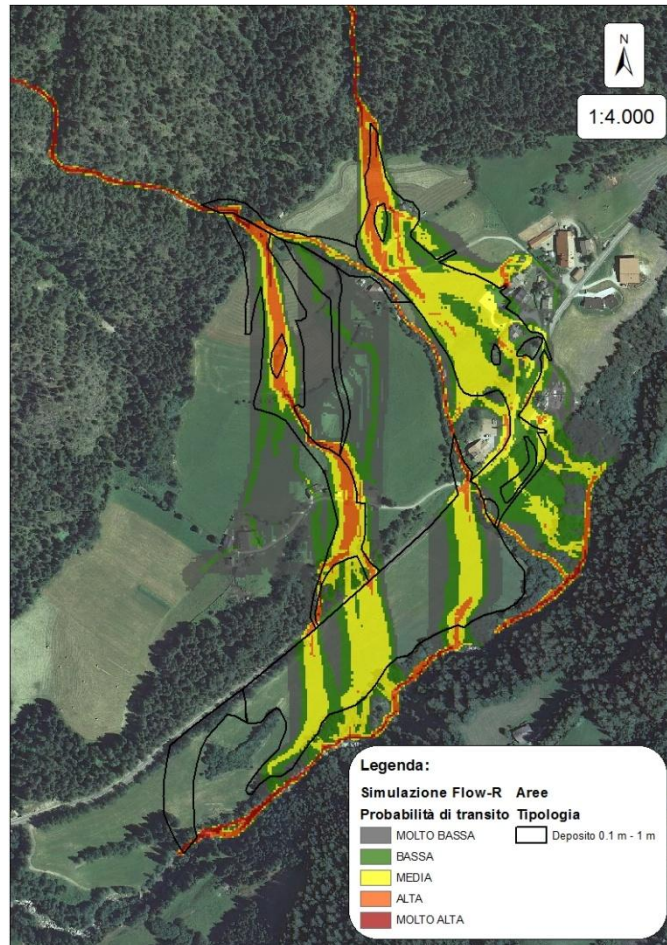 N
1:4.000
Legenda:
Simulazione Flow-R Aree
Probabilità di transito Tipologia
MOLTO BASSA Deposito 0.1 m - 1 m
BASSA
MEDIA
ALTA
MOLTO ALTA